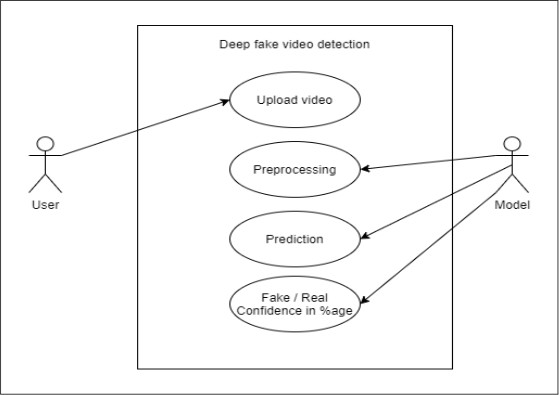 Deep fake video detection
Upload video
Preprocessing
User
Model
Prediction
Fake / Real
Confidence in %age